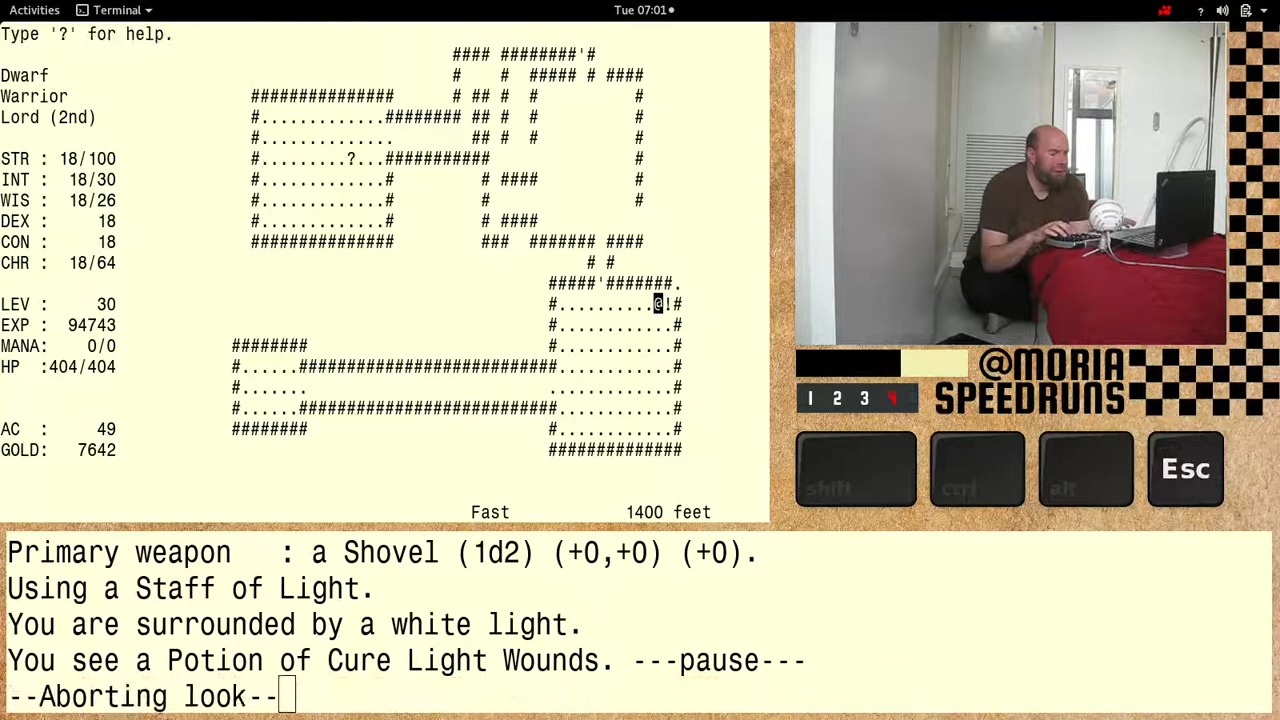 Activities Terminal Tue 07:01
Type '?' for help.
#### ########'#
Dwarf # # ##### # ####
Warrior ############### # ## # # #
Lord (2nd) #............######## ## # # #
#............. ## # # #
STR : 18/100 #.........?...########### #
INT : 18/30 #............# # #### #
WIS : 18/26 #............# # #
DEX : 18 #............# # ####
CON : 18 ############### ### ####### ####
CHR : 18/64 # #
#####'#######.
LEV : 30 #..........@!#
EXP : 94743 #............#
MANA: 0/0 ######## #............#
HP :404/404 #......###########################............#
#....... .............#
#......###########################............#
AC : 49 ######## #............#
GOLD: 7642 ##############
Fast 1400 feet
@MORIA
SPEEDRUNS
1 2 3 4
shift ctrl alt Esc
Primary weapon : a Shovel (1d2) (+0,+0) (+0).
Using a Staff of Light.
You are surrounded by a white light.
You see a Potion of Cure Light Wounds. ---pause---
--Aborting look--